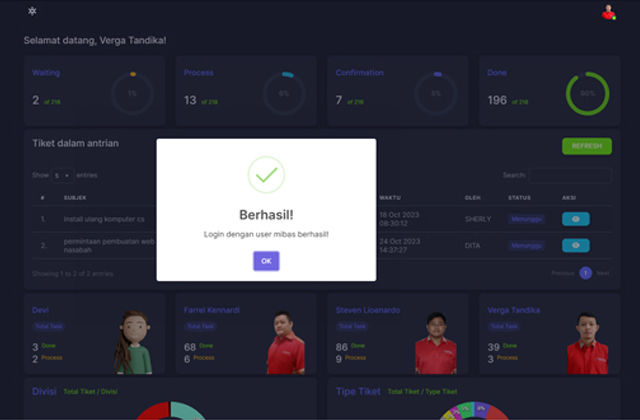 Selamat datang, Verga Tandika!
Waiting
2 of 218
1%
Process
13 of 218
6%
Confirmation
7 of 218
Done
196 of 218
90%
Tiket dalam antrian
REFRESH
Show 5 entries
Search:
# SUBJEK WAKTU OLEH STATUS AKSI
1. install ulang komputer cs 18 Oct 2023 08:30:12 SHERLY Menunggu
2. permintaan pembuatan web nasabah 24 Oct 2023 14:37:27 DITA Menunggu
Showing 1 to 2 of 2 entries
Previous 1 Next
Berhasil!
Login dengan user mibas berhasil!
OK
Devi
Total Task
3 Done
2 Process
Farrel Kennardi
Total Task
68 Done
6 Process
Steven Lioenardo
Total Task
86 Done
9 Process
Verga Tandika
Total Task
39 Done
3 Process
Divisi Total Tiket / Divisi
Tipe Tiket Total Tiket / Type Tiket